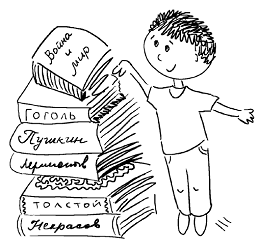 Война
и
мир
ГОГОЛЬ
Пушкин
Лермонтов
ТОЛСТОЙ
Некрасов